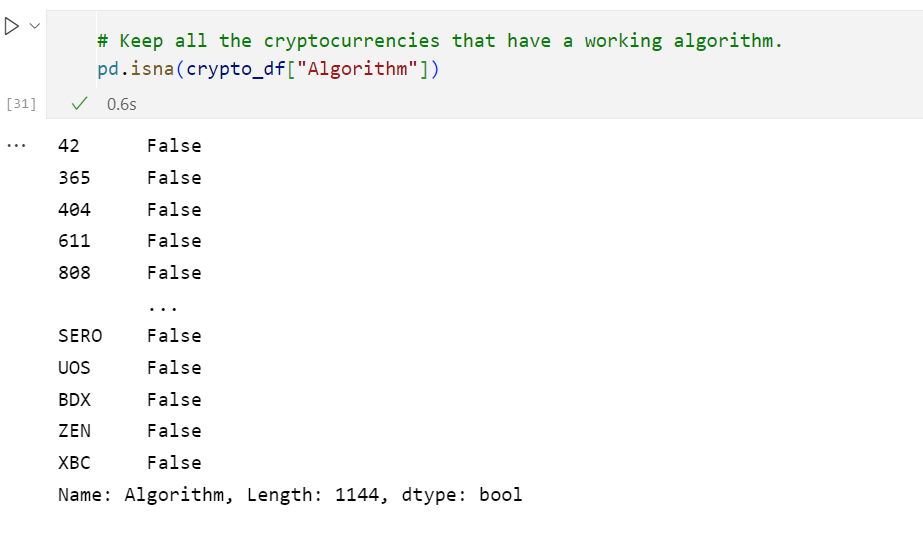 # Keep all the cryptocurrencies that have a working algorithm.
pd.isna(crypto_df["Algorithm"])
[31] ✓ 0.6s
... 42 False
365 False
404 False
611 False
808 False
...
SERO False
UOS False
BDX False
ZEN False
XBC False
Name: Algorithm, Length: 1144, dtype: bool